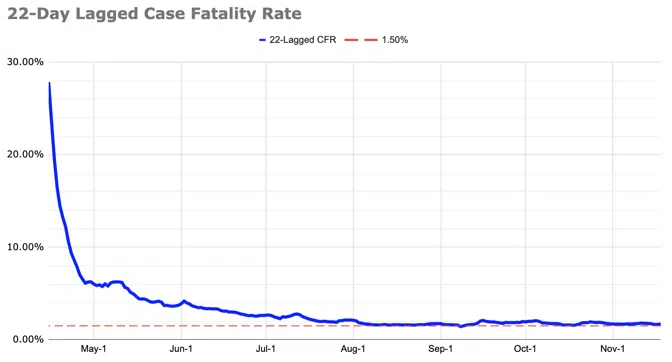 22-Day Lagged Case Fatality Rate
22-Lagged CFR 1.50%
30.00%
20.00%
10.00%
0.00%
May-1 Jun-1 Jul-1 Aug-1 Sep-1 Oct-1 Nov-1